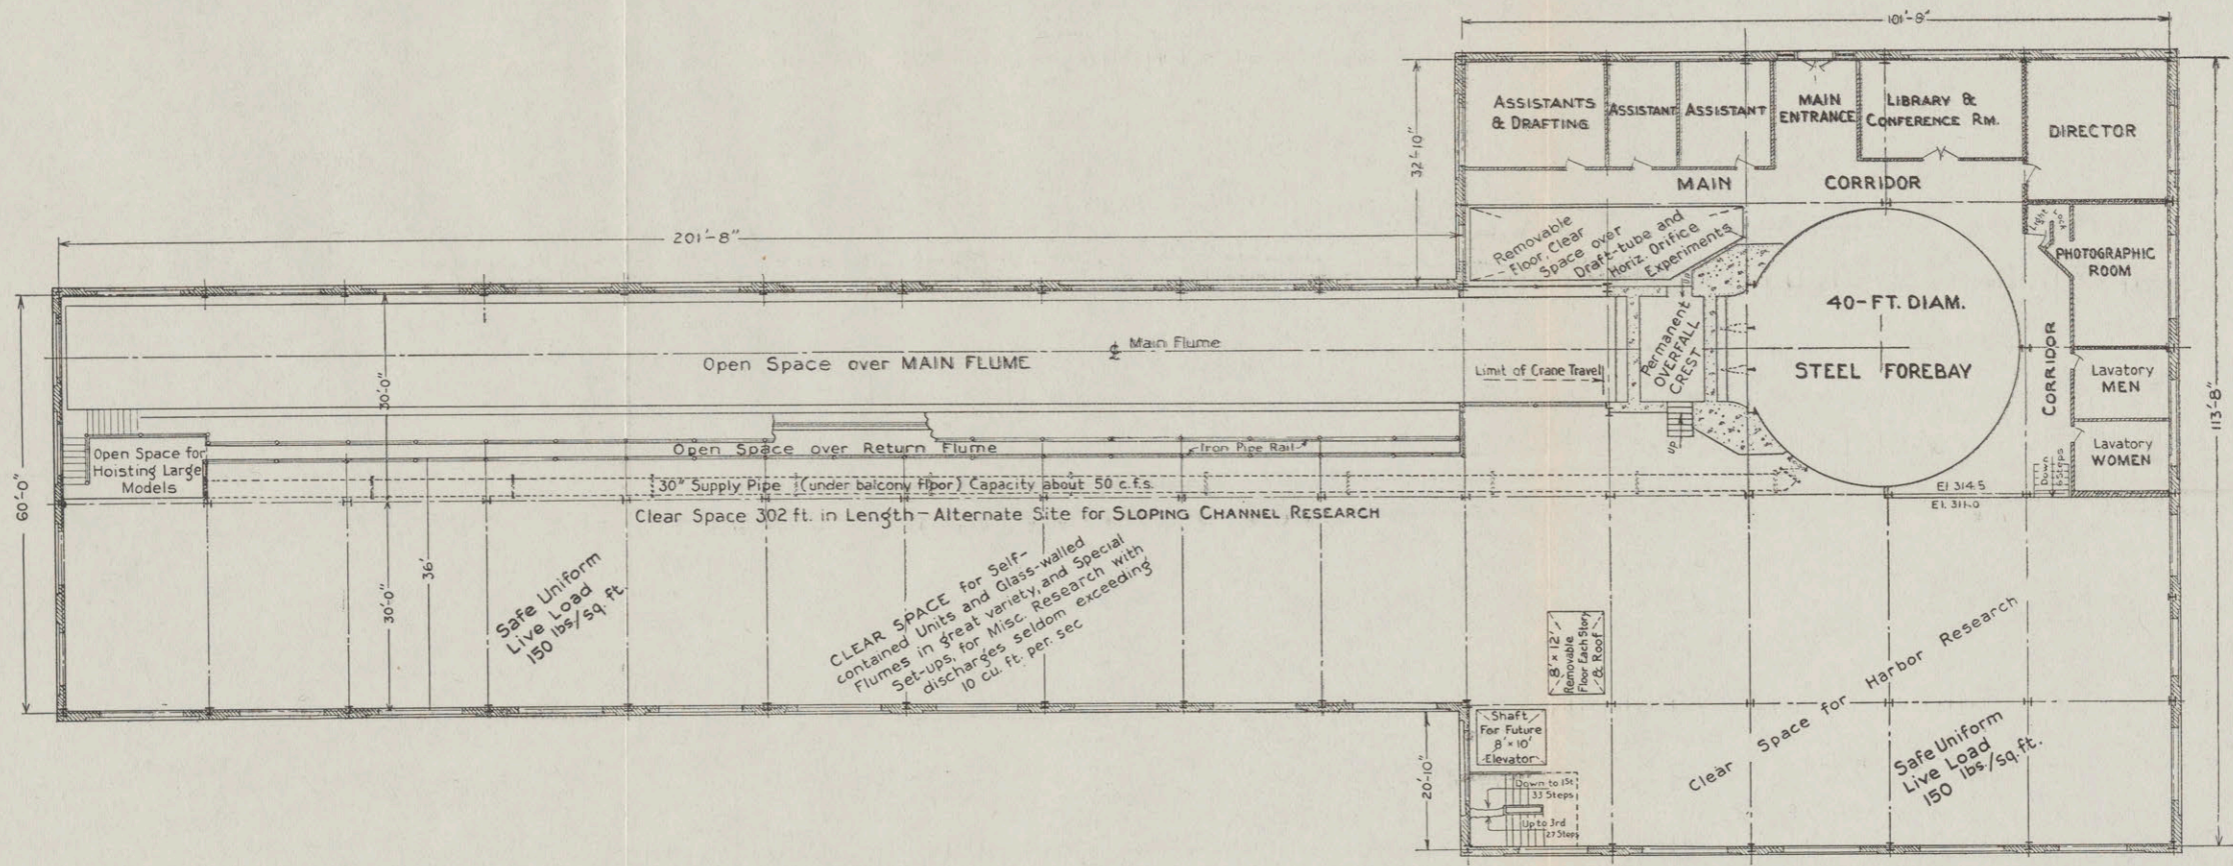 101'-8"
ASSISTANTS
& DRAFTING
ASSISTANT
ASSISTANT
MAIN
ENTRANCE
LIBRARY &
CONFERENCE RM.
DIRECTOR
32'-10"
MAIN CORRIDOR
Removable
Floor, Clear
Space over
Draft-tube and
Horiz. Orifice
Experiments
PHOTOGRAPHIC
ROOM
201'-8"
40-FT. DIAM.
STEEL FOREBAY
CORRIDOR
Main Flume
Open Space over MAIN FLUME
Limit of Crane Travel
Permanent
OVERFALL
CREST
UP
Lavatory
MEN
Lavatory
WOMEN
Down
6 Steps
113'-8"
30'-0"
60'-0"
Open Space for
Hoisting Large
Models
Open Space over Return Flume
Iron Pipe Rail
30" Supply Pipe (under balcony floor) Capacity about 50 c.f.s.
El 314.5
El. 311.0
Clear Space 302 ft. in Length - Alternate Site for SLOPING CHANNEL RESEARCH
36'
30'-0"
Safe Uniform
Live Load
150 lbs/sq.ft.
CLEAR SPACE for Self-
contained Units and Glass-walled
Flumes in great variety, and Special
Set-ups, for Misc. Research with
discharges seldom exceeding
10 cu. ft. per. sec
8' x 12'
Removable
Floor Each Story
& Roof
Clear Space for Harbor Research
Safe Uniform
Live Load
150 lbs./sq.ft.
Shaft
For Future
8' x 10'
Elevator
20'-10"
Down to 1st
33 Steps
Up to 3rd
27 Steps